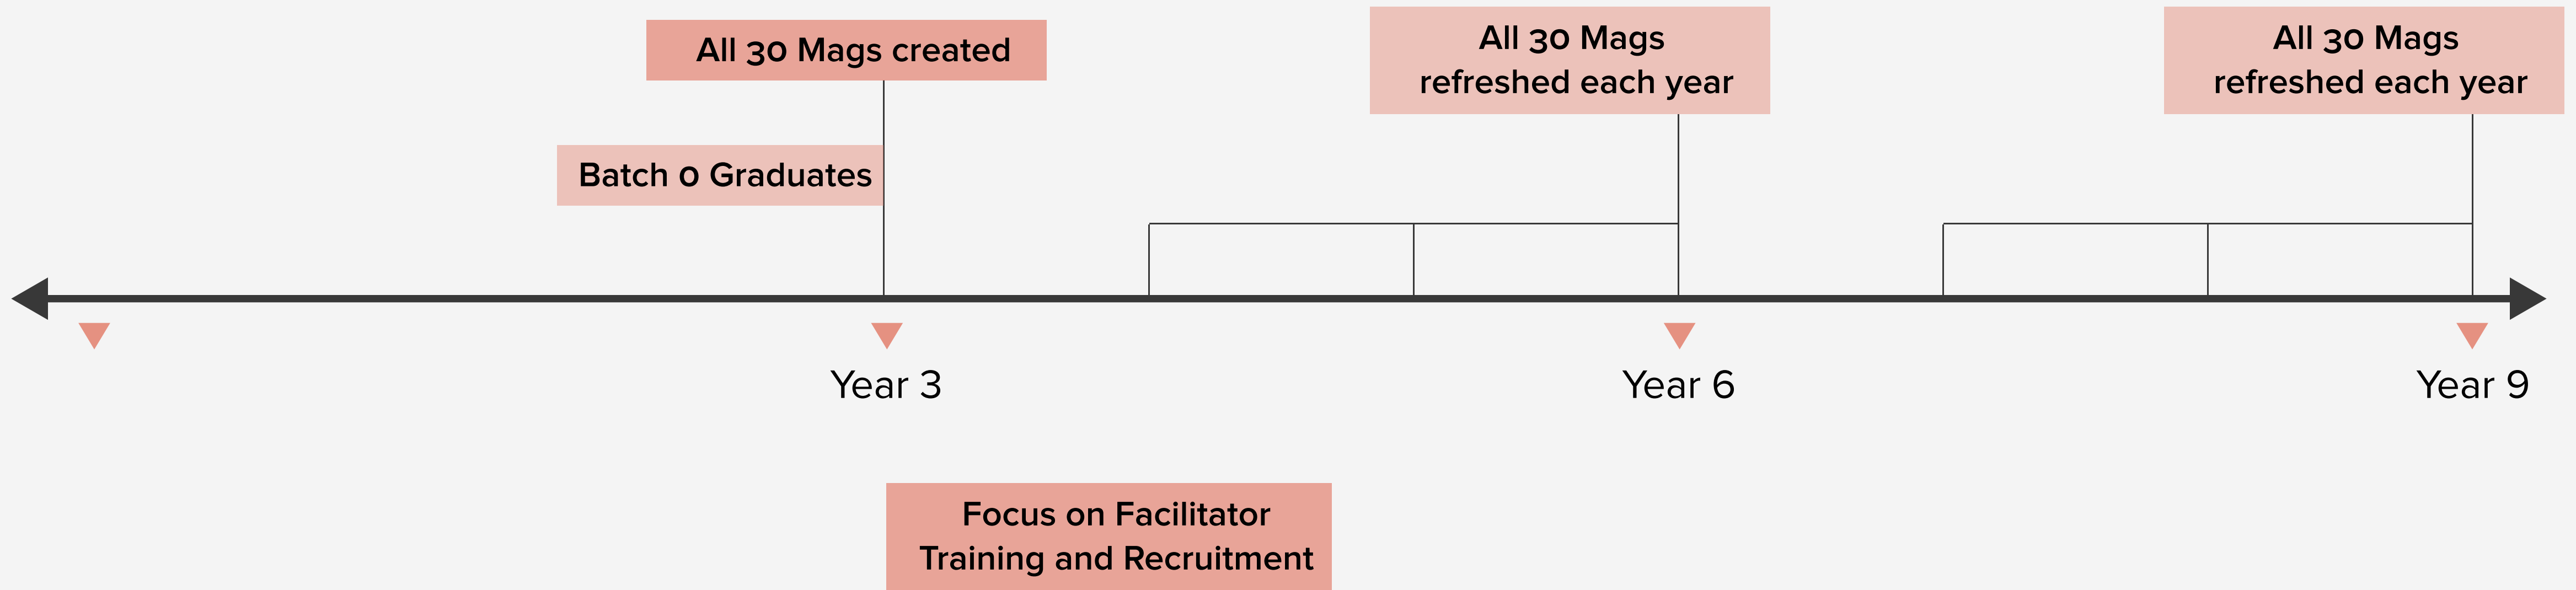 All 30 Mags created
All 30 Mags
refreshed each year
All 30 Mags
refreshed each year
Batch 0 Graduates
Year 3
Year 6
Year 9
Focus on Facilitator
Training and Recruitment